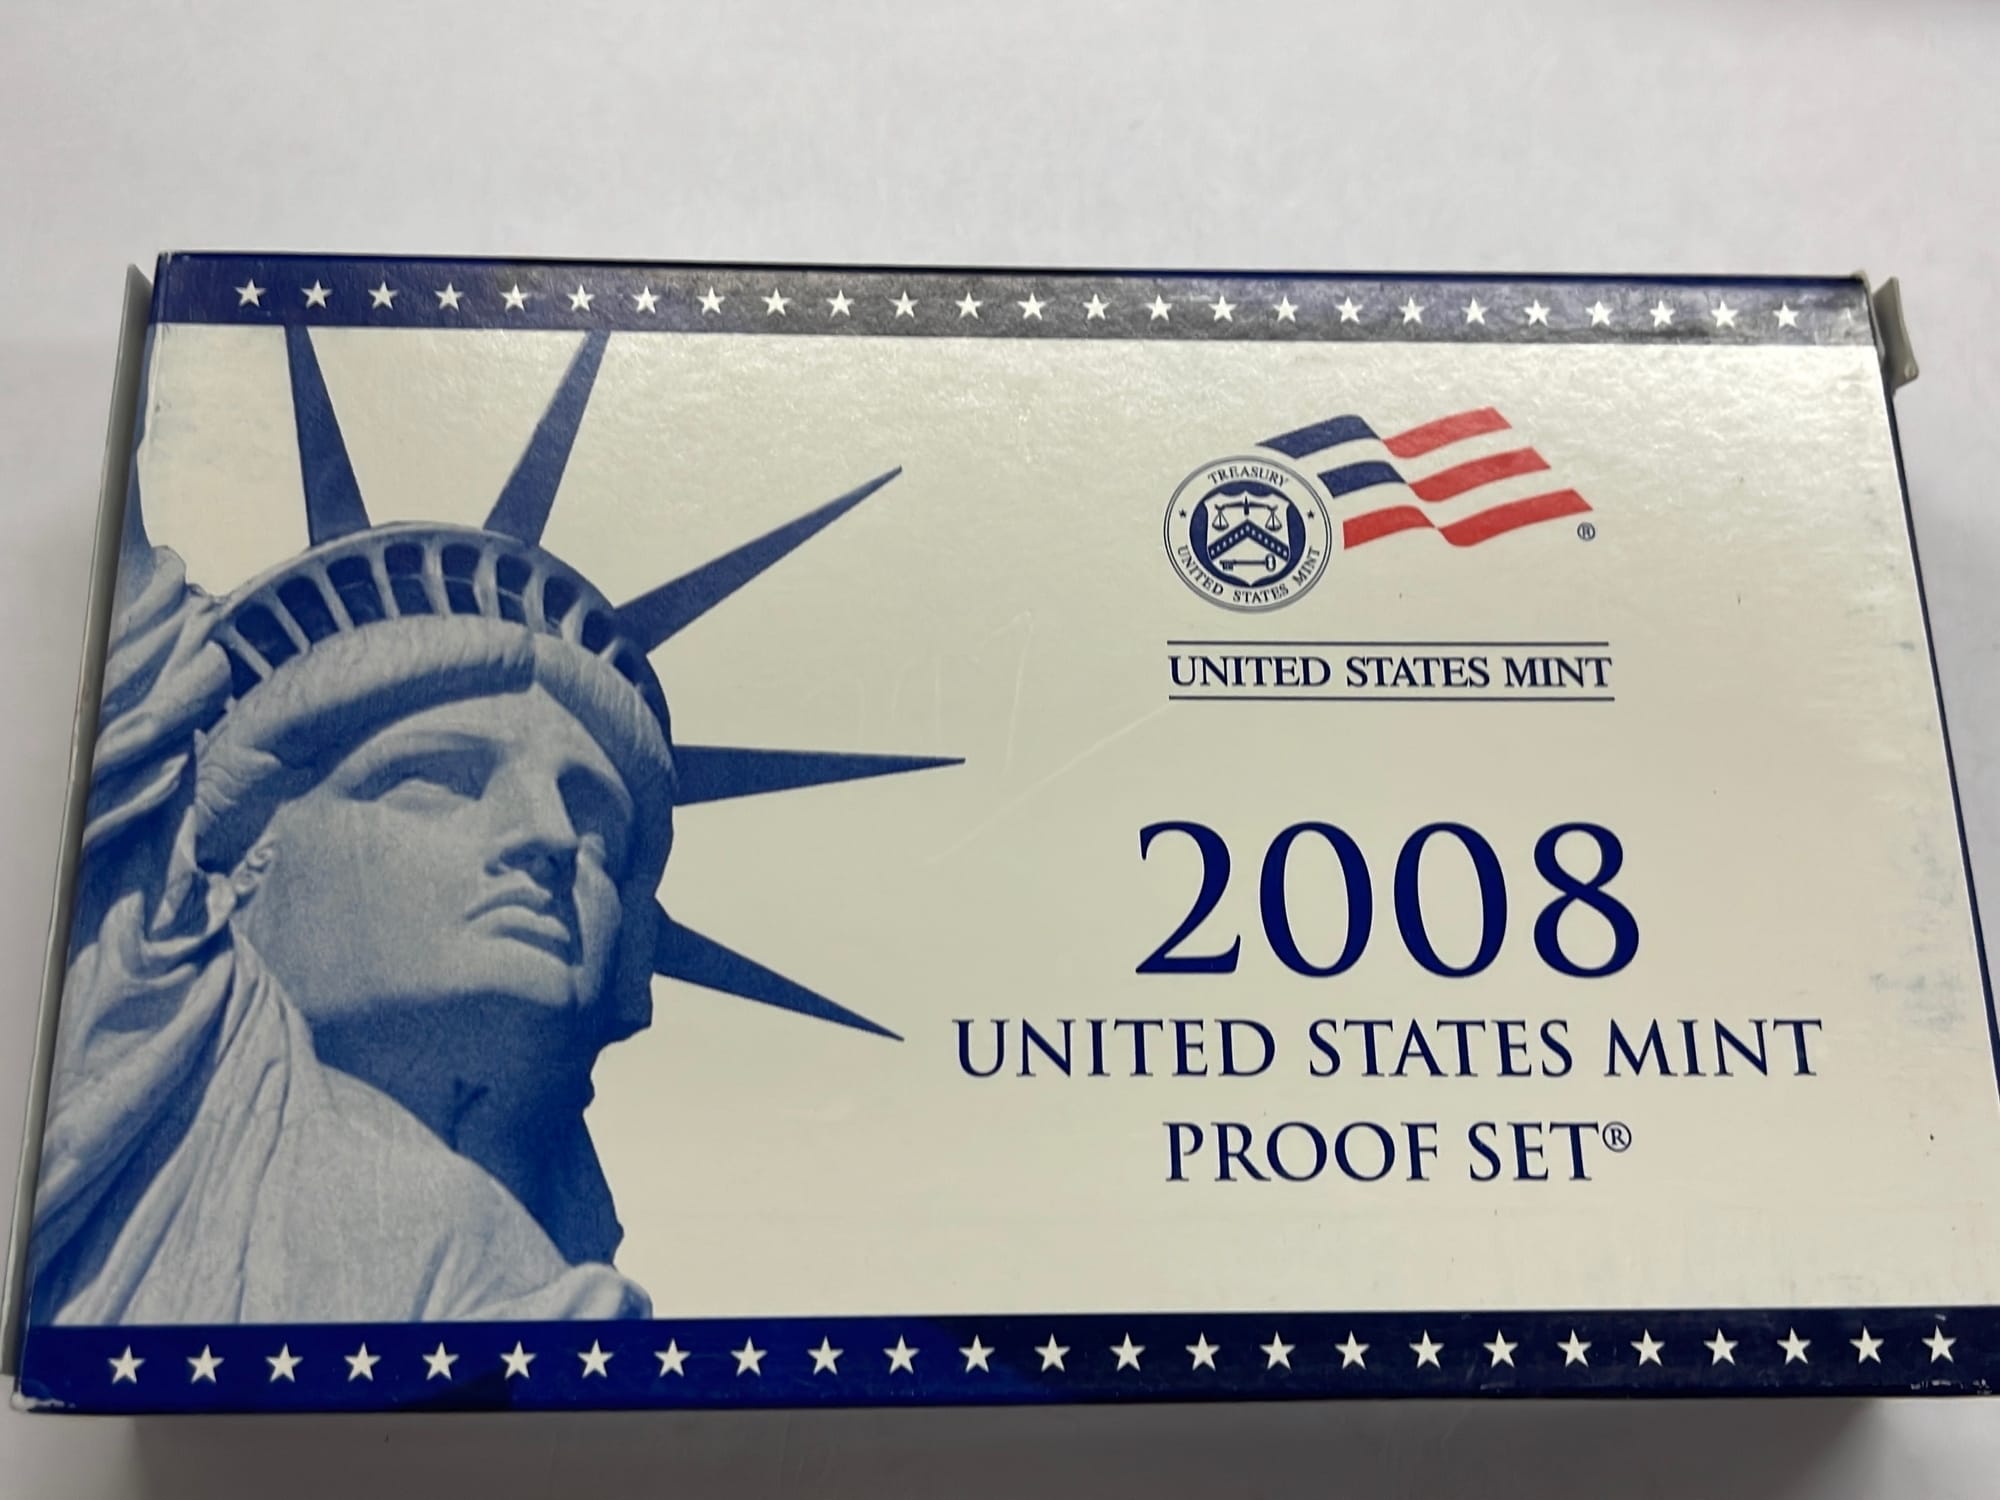 TREASURY
UNITED STATES MINT
®
UNITED STATES MINT
2008
UNITED STATES MINT
PROOF SET®